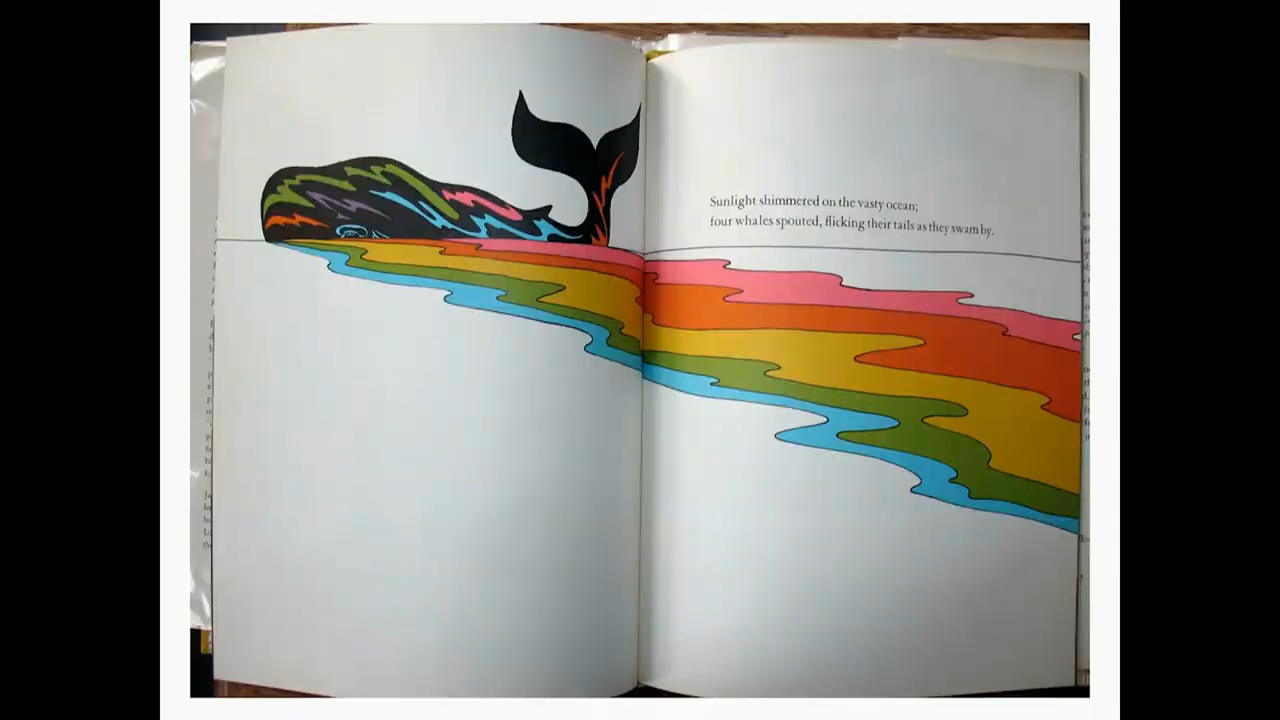 Sunlight shimmered on the vasty ocean;
four whales spouted, flicking their tails as they swam by.